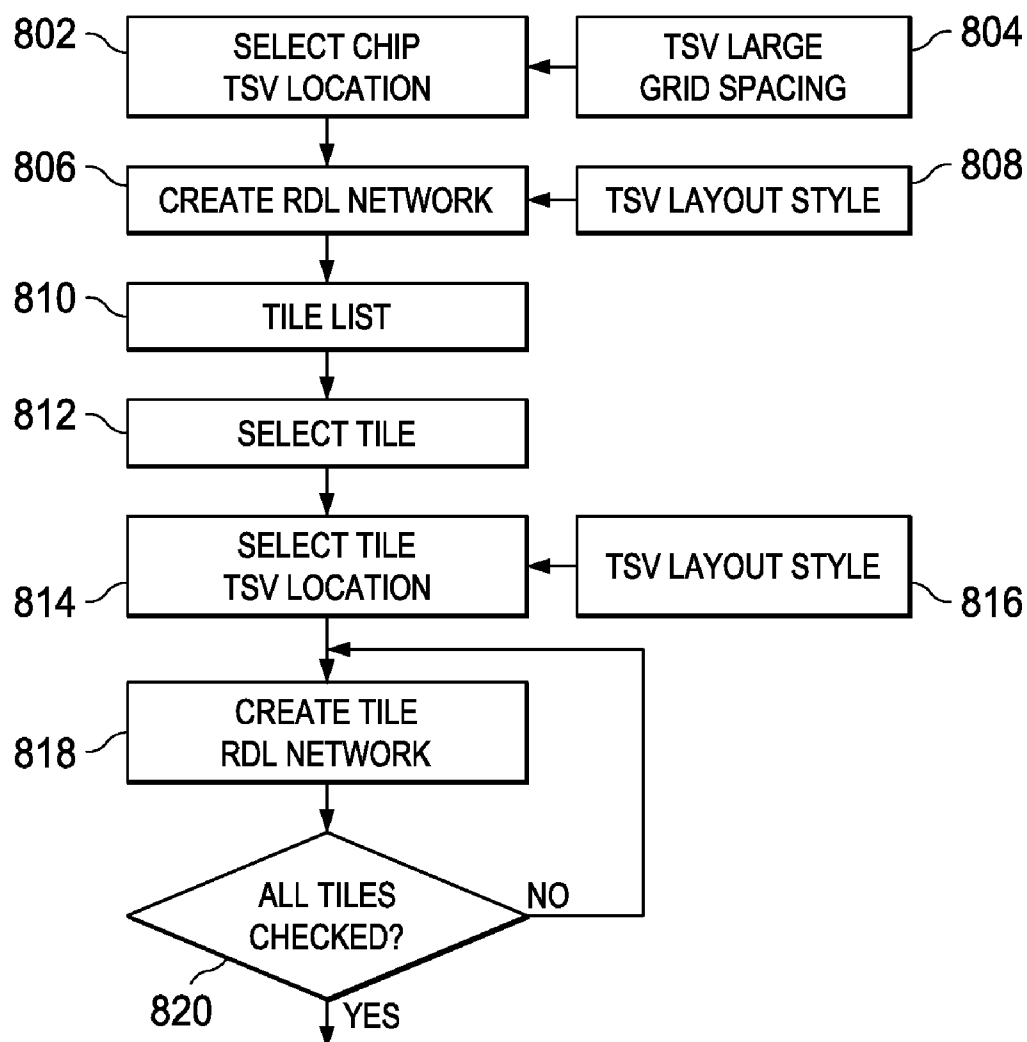 802
SELECT CHIP
TSV LOCATION
TSV LARGE
GRID SPACING
804
806
CREATE RDL NETWORK
TSV LAYOUT STYLE
808
810
TILE LIST
812
SELECT TILE
814
SELECT TILE
TSV LOCATION
TSV LAYOUT STYLE
816
818
CREATE TILE
RDL NETWORK
ALL TILES
CHECKED?
NO
820
YES